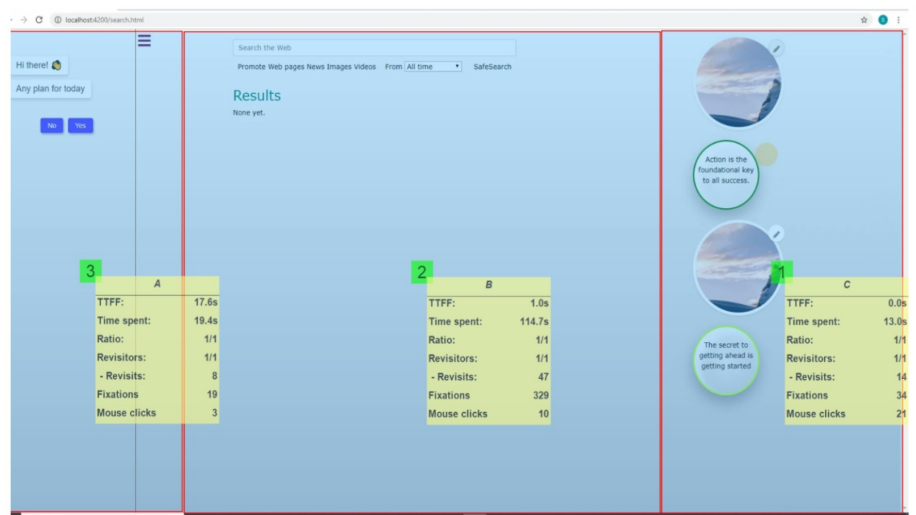 localhost:4200/search.html
Hi there!
Any plan for today
No Yes
Search the Web
Promote Web pages News Images Videos From All time SafeSearch
Results
None yet.
Action is the
foundational key
to all success.
The secret to
getting ahead is
getting started
3
A
TTFF: 17.6s
Time spent: 19.4s
Ratio: 1/1
Revisitors: 1/1
- Revisits: 8
Fixations 19
Mouse clicks 3
2
B
TTFF: 1.0s
Time spent: 114.7s
Ratio: 1/1
Revisitors: 1/1
- Revisits: 47
Fixations 329
Mouse clicks 10
1
C
TTFF: 0.0s
Time spent: 13.0s
Ratio: 1/1
Revisitors: 1/1
- Revisits: 14
Fixations 34
Mouse clicks 21